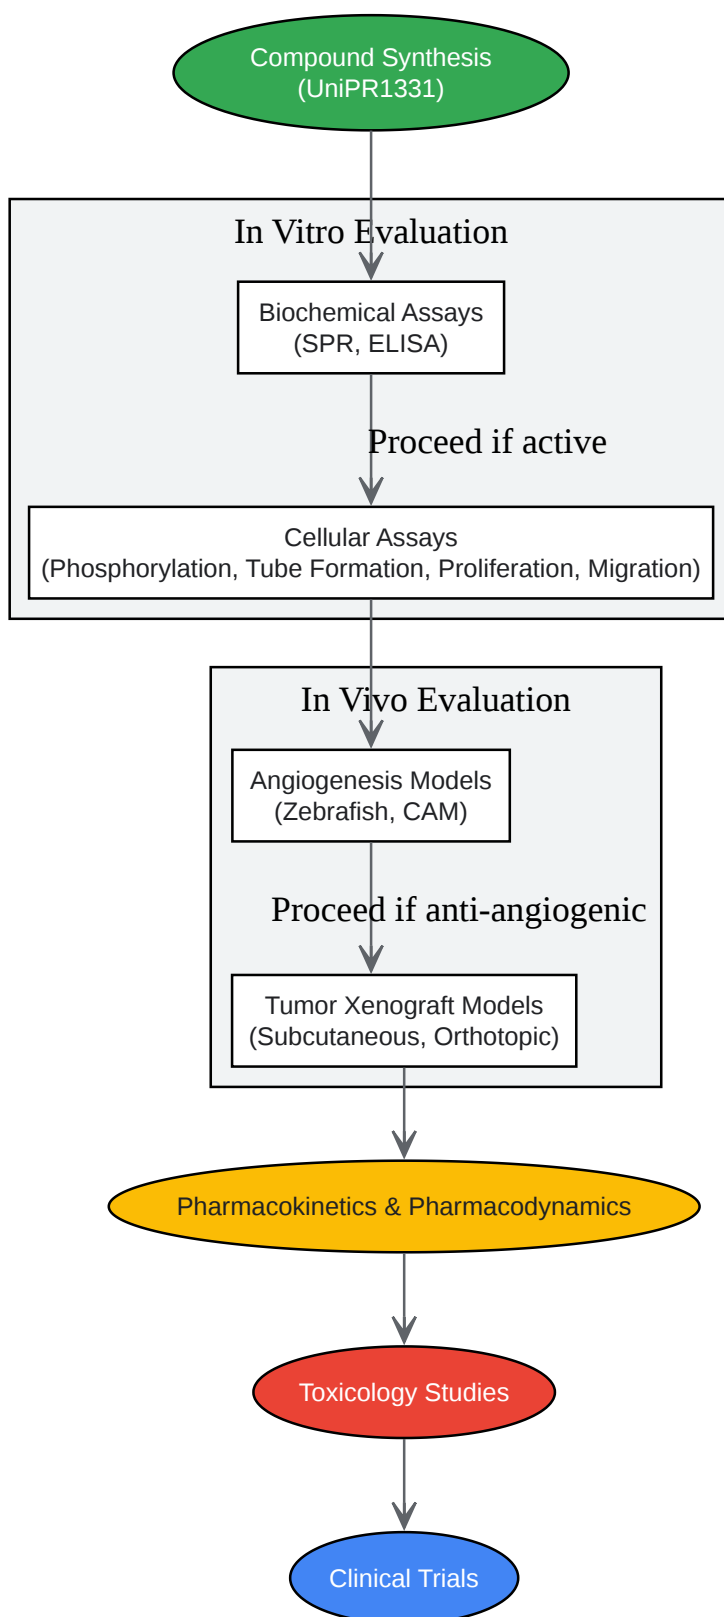 Compound Synthesis
(UniPR1331)
In Vitro Evaluation
Biochemical Assays
(SPR, ELISA)
Proceed if active
Cellular Assays
(Phosphorylation, Tube Formation, Proliferation, Migration)
In Vivo Evaluation
Angiogenesis Models
(Zebrafish, CAM)
Proceed if anti-angiogenic
Tumor Xenograft Models
(Subcutaneous, Orthotopic)
Pharmacokinetics & Pharmacodynamics
Toxicology Studies
Clinical Trials